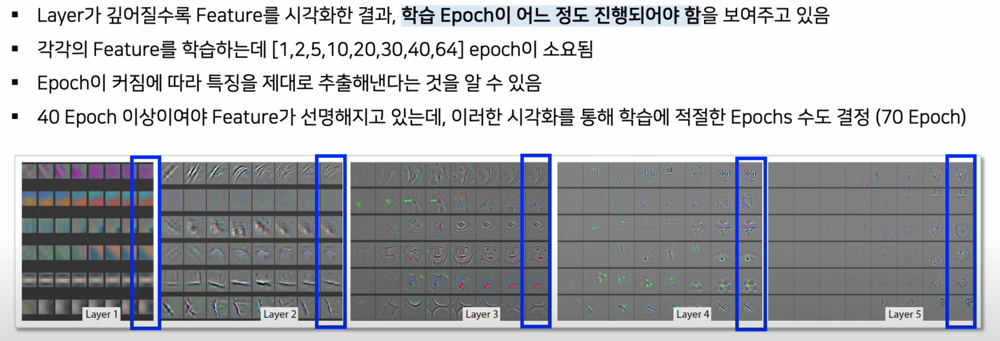 ▪ Layer가 깊어질수록 Feature를 시각화한 결과, 학습 Epoch이 어느 정도 진행되어야 함을 보여주고 있음
▪ 각각의 Feature를 학습하는데 [1,2,5,10,20,30,40,64] epoch이 소요됨
▪ Epoch이 커짐에 따라 특징을 제대로 추출해낸다는 것을 알 수 있음
▪ 40 Epoch 이상이여야 Feature가 선명해지고 있는데, 이러한 시각화를 통해 학습에 적절한 Epochs 수도 결정 (70 Epoch)
Layer 1
Layer 2
Layer 3
Layer 4
Layer 5